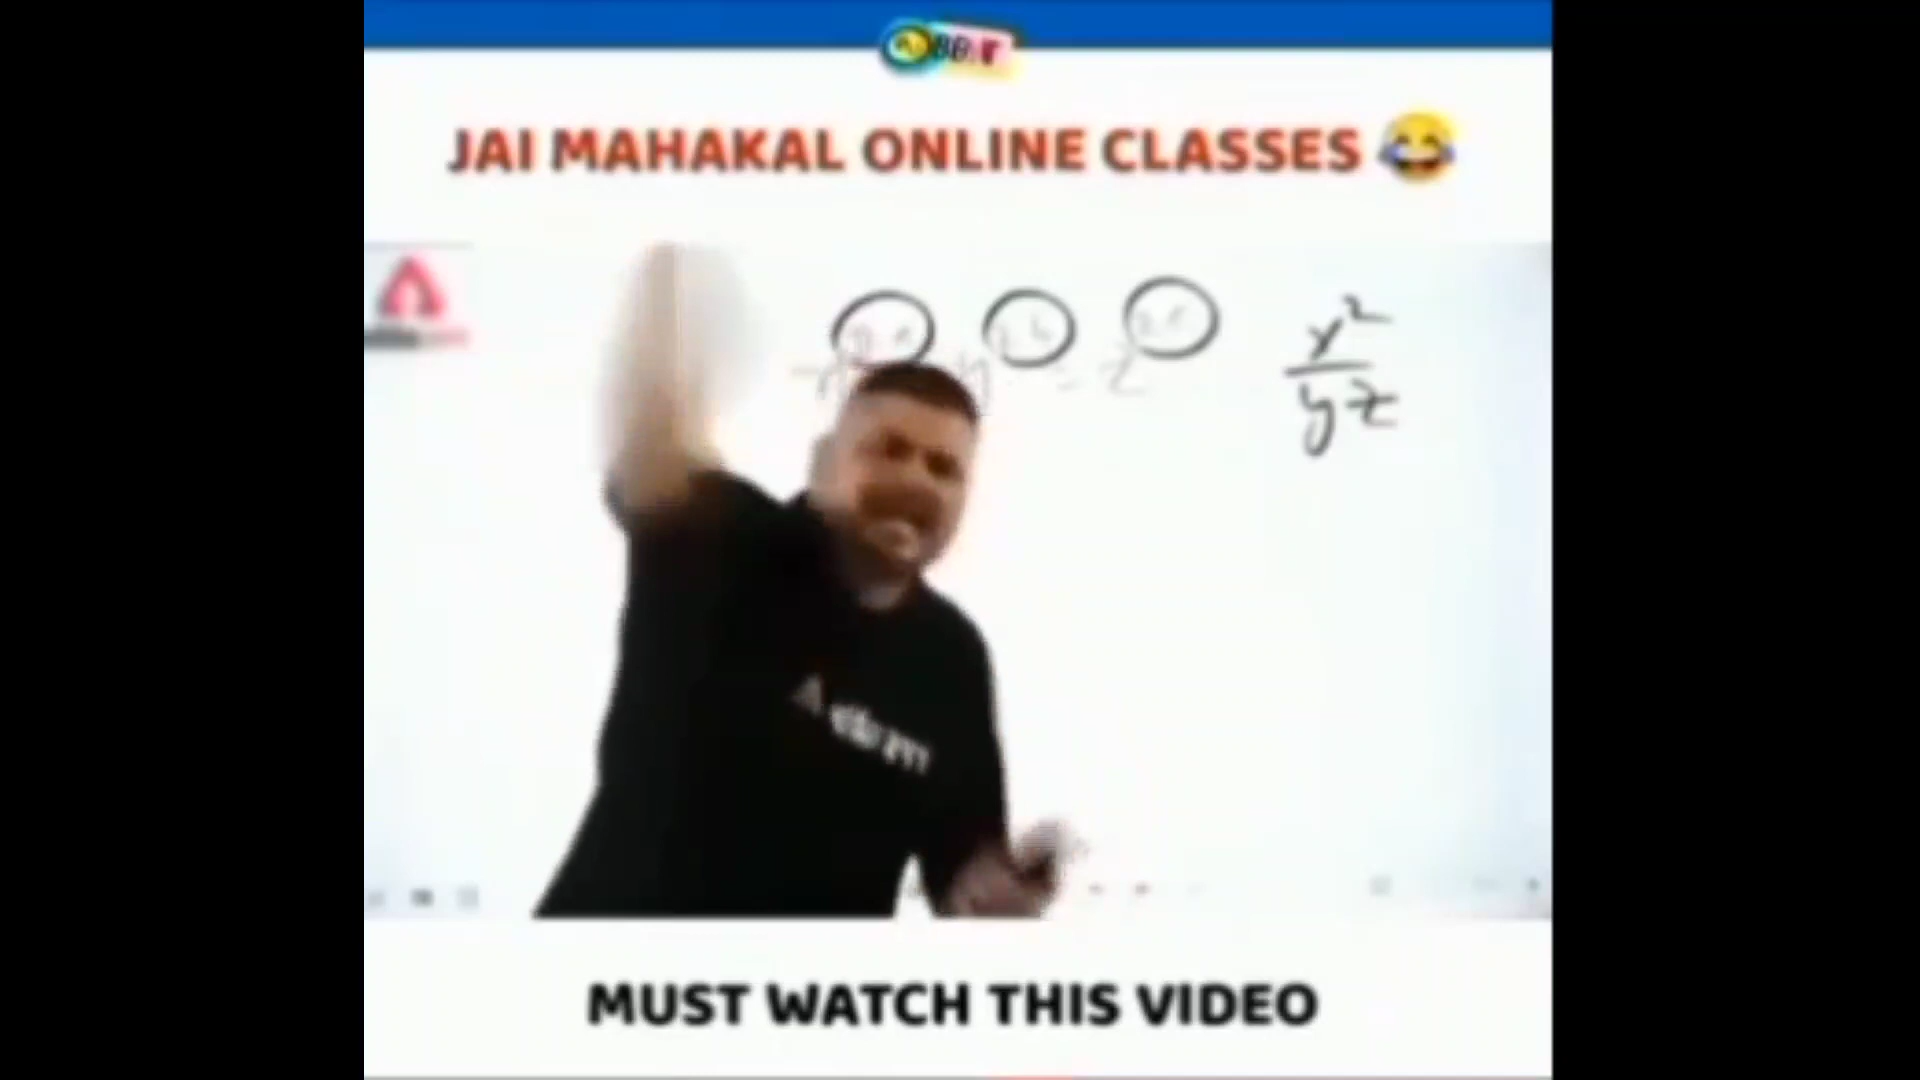 JAI MAHAKAL ONLINE CLASSES 😂
x²
yz
MUST WATCH THIS VIDEO